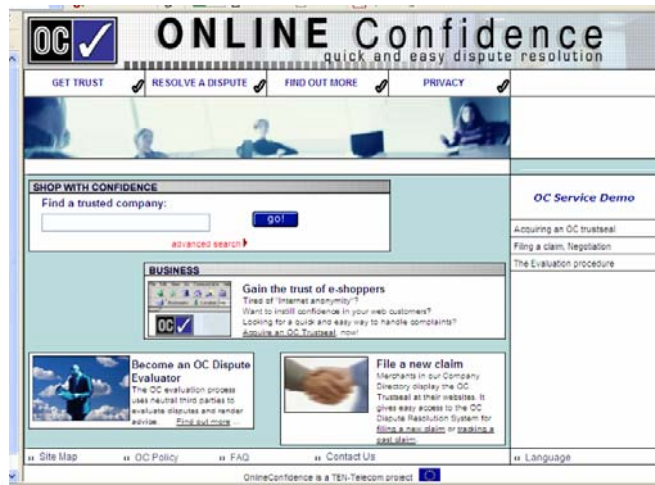 OC
ONLINE Confidence
quick and easy dispute resolution
GET TRUST
RESOLVE A DISPUTE
FIND OUT MORE
PRIVACY
SHOP WITH CONFIDENCE
Find a trusted company:
go!
advanced search
OC Service Demo
Acquiring an OC trustseal
Filing a claim, Negotiation
The Evaluation procedure
BUSINESS
OC
Gain the trust of e-shoppers
Tired of "Internet anonymity"?
Want to instill confidence in your web customers?
Looking for a quick and easy way to handle complaints?
Acquire an OC Trustseal, now!
Become an OC Dispute
Evaluator
The OC evaluation process
uses neutral third parties to
evaluate disputes and render
advice. Find out more ...
File a new claim
Merchants in our Company
Directory display the OC
Trustseal at their websites. It
gives easy access to the OC
Dispute Resolution System for
filing a new claim or tracking a
past claim.
Site Map
OC Policy
FAQ
Contact Us
Language
OnlineConfidence is a TEN-Telecom project